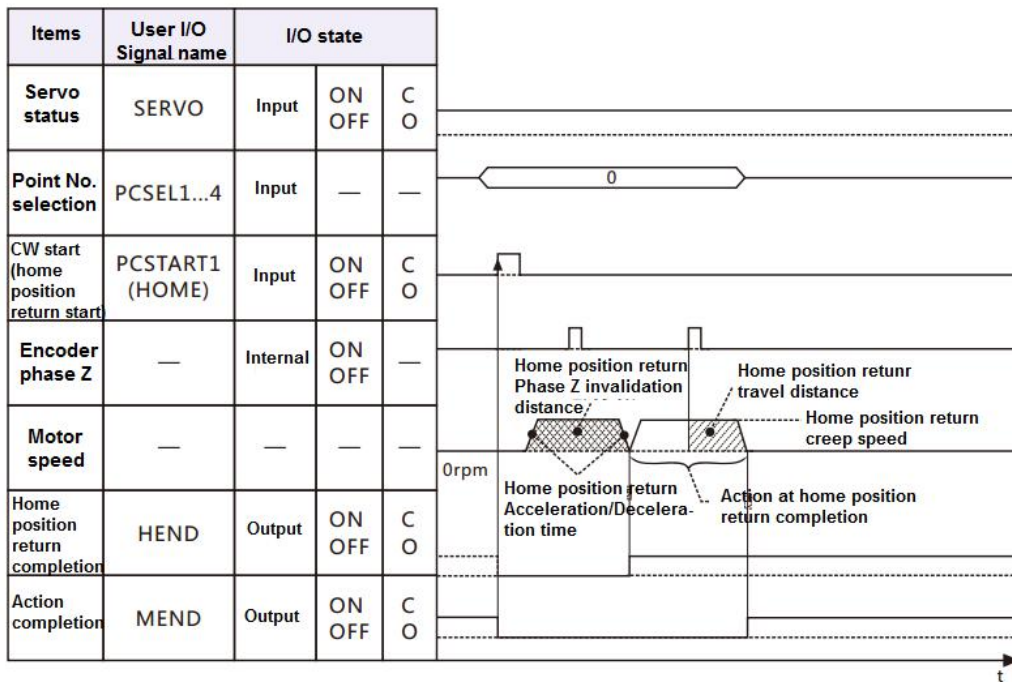 Items
User I/O
Signal name
I/O state
Servo
status
SERVO
Input
ON
OFF
C
O
Point No.
selection
PCSEL1...4
Input
—
—
0
CW start
(home
position
return start)
PCSTART1
(HOME)
Input
ON
OFF
C
O
Encoder
phase Z
—
Internal
ON
OFF
—
Home position return
Phase Z invalidation
distance
Home position retunr
travel distance
Home position return
creep speed
Motor
speed
—
—
—
—
0rpm
Home position return
Acceleration/Decelera-
tion time
Action at home position
return completion
Home
position
return
completion
HEND
Output
ON
OFF
C
O
Action
completion
MEND
Output
ON
OFF
C
O
t